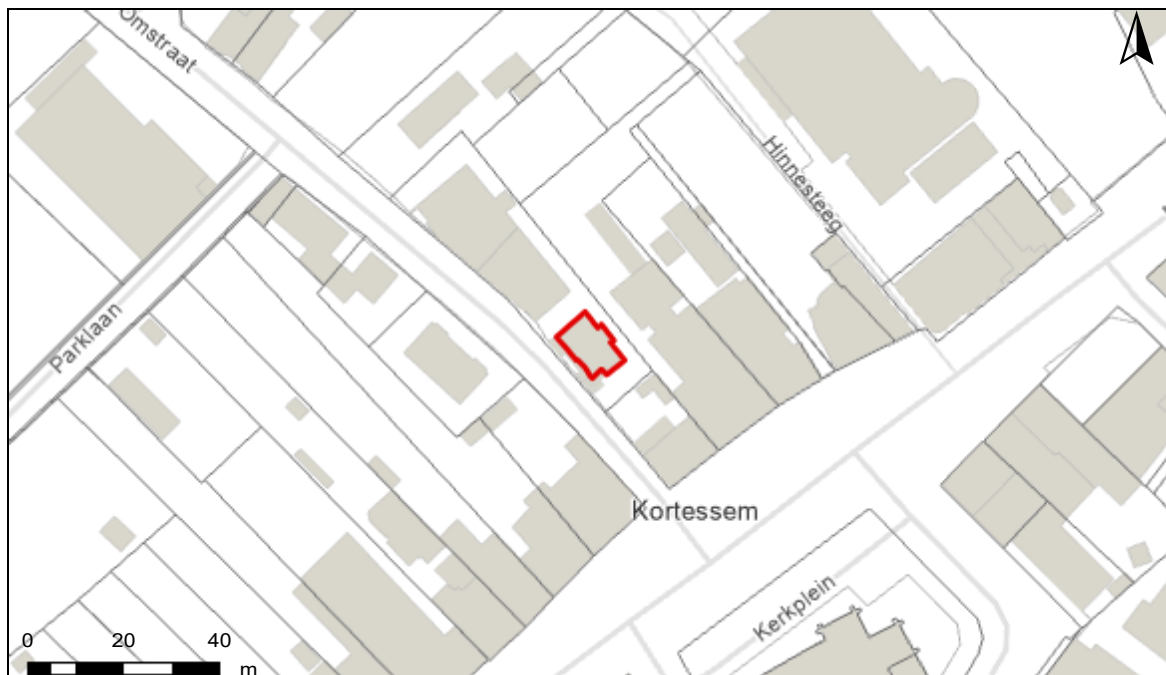 Omstraat
Hinnesteeg
Parklaan
Kortessem
Kerkplein
0 20 40
m